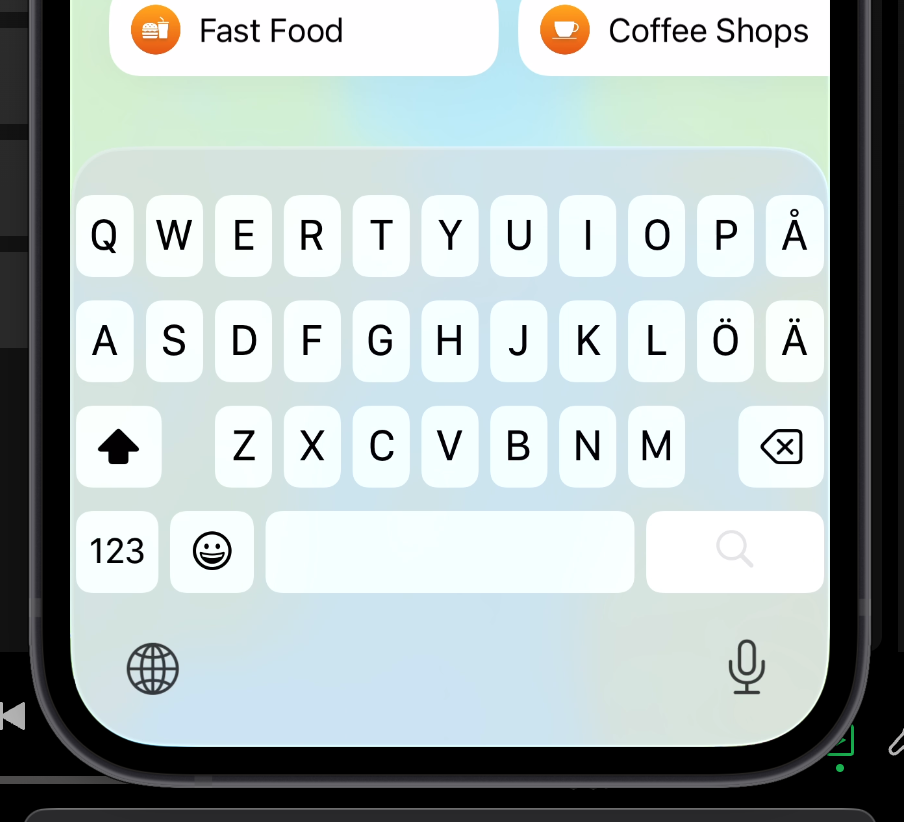 Fast Food
Coffee Shops
Q W E R T Y U I O P Å
A S D F G H J K L Ö Ä
Z X C V B N M
123